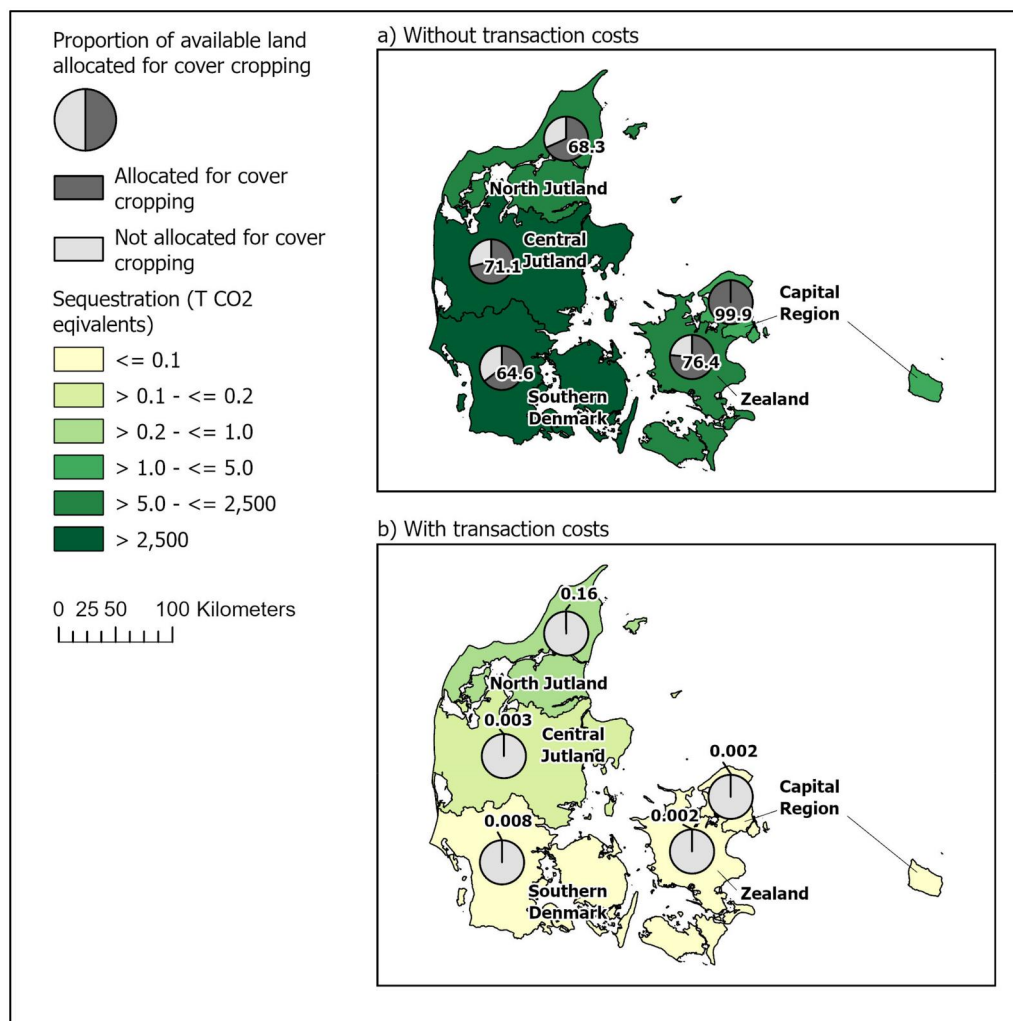 Proportion of available land
allocated for cover cropping
Allocated for cover
cropping
Not allocated for cover
cropping
Sequestration (T CO2
eqivalents)
<= 0.1
> 0.1 - <= 0.2
> 0.2 - <= 1.0
> 1.0 - <= 5.0
> 5.0 - <= 2,500
> 2,500
0 25 50 100 Kilometers
a) Without transaction costs
68.3
North Jutland
Central
Jutland
71.1
Capital
Region
99.9
76.4
64.6
Southern
Denmark
Zealand
b) With transaction costs
0.16
North Jutland
0.003
Central
Jutland
0.002
Capital
Region
0.002
0.008
Southern
Denmark
Zealand